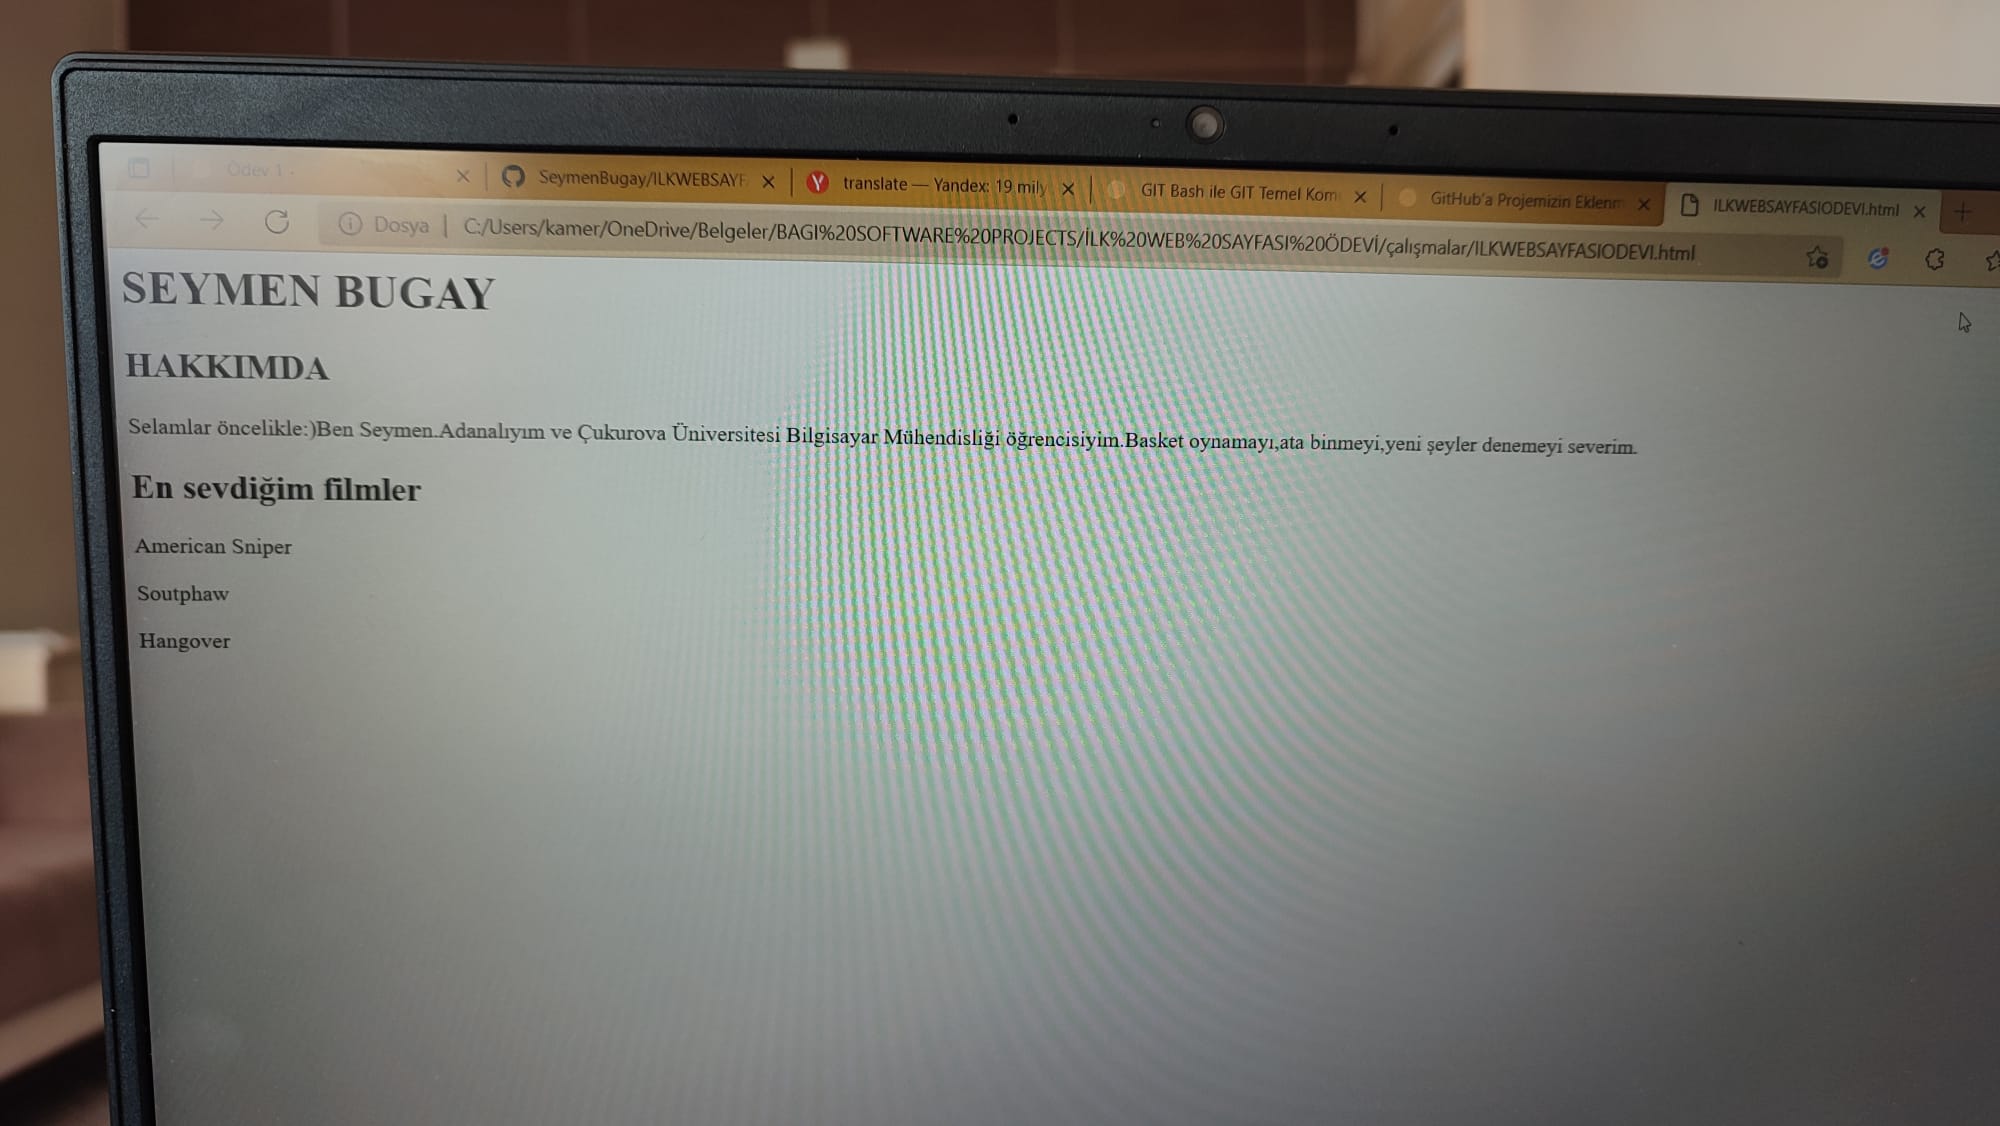 Ödev 1 -
SeymenBugay/ILKWEBSAYF
translate — Yandex: 19 mily
GIT Bash ile GIT Temel Kom
GitHub'a Projemizin Eklenm
ILKWEBSAYFASIODEVI.html
Dosya
C:/Users/kamer/OneDrive/Belgeler/BAGI%20SOFTWARE%20PROJECTS/İLK%20WEB%20SAYFASI%20ÖDEVİ/çalışmalar/ILKWEBSAYFASIODEVI.html
SEYMEN BUGAY
HAKKIMDA
Selamlar öncelikle:)Ben Seymen.Adanalıyım ve Çukurova Üniversitesi Bilgisayar Mühendisliği öğrencisiyim.Basket oynamayı,ata binmeyi,yeni şeyler denemeyi severim.
En sevdiğim filmler
American Sniper
Soutphaw
Hangover